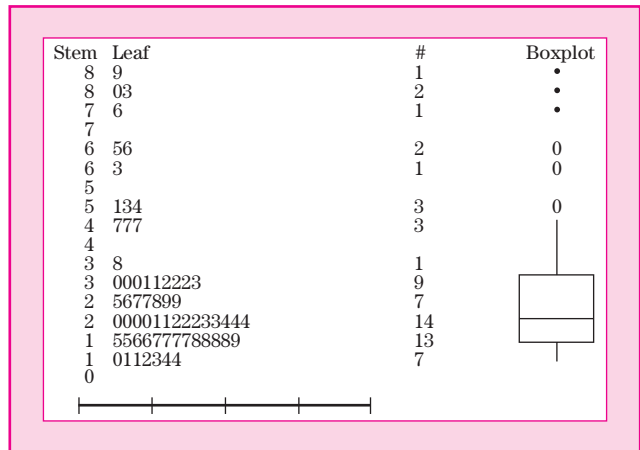 Stem Leaf # Boxplot
8 9 1 •
8 03 2 •
7 6 1 •
7
6 56 2 0
6 3 1 0
5
5 134 3 0
4 777 3
4
3 8 1
3 000112223 9
2 5677899 7
2 00001122233444 14
1 5566777788889 13
1 0112344 7
0